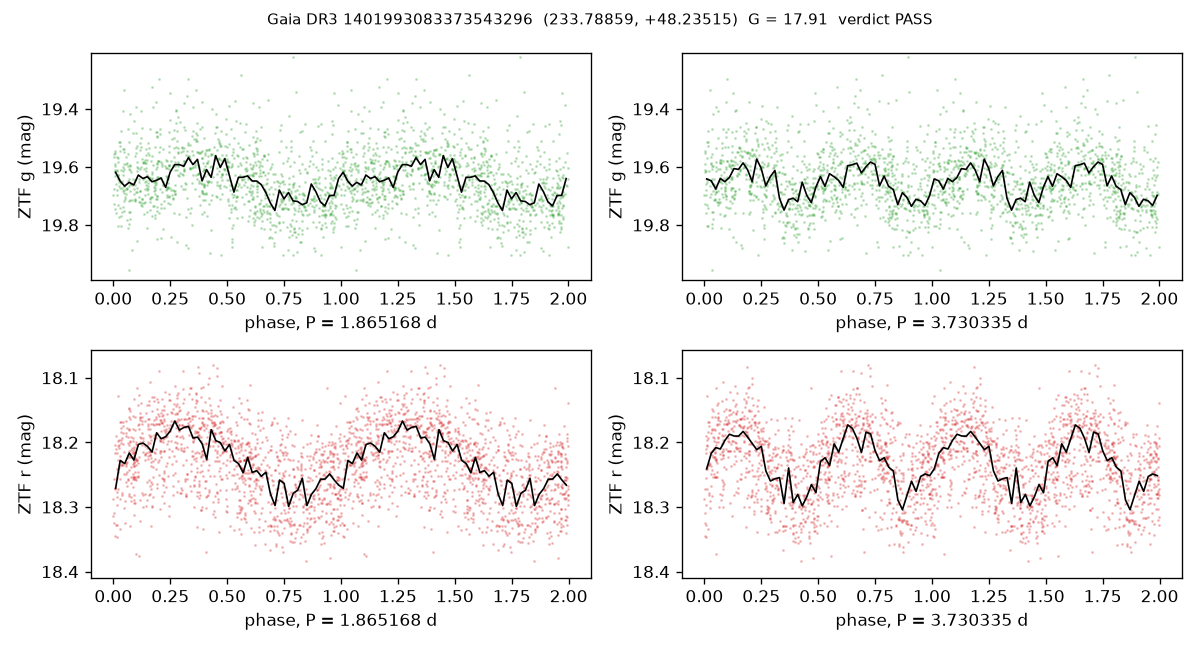 Gaia DR3 1401993083373543296 (233.78859, +48.23515) G = 17.91 verdict PASS
ZTF g (mag)
19.4
19.6
19.8
0.00 0.25 0.50 0.75 1.00 1.25 1.50 1.75 2.00
phase, P = 1.865168 d
ZTF g (mag)
19.4
19.6
19.8
0.00 0.25 0.50 0.75 1.00 1.25 1.50 1.75 2.00
phase, P = 3.730335 d
ZTF r (mag)
18.1
18.2
18.3
18.4
0.00 0.25 0.50 0.75 1.00 1.25 1.50 1.75 2.00
phase, P = 1.865168 d
ZTF r (mag)
18.1
18.2
18.3
18.4
0.00 0.25 0.50 0.75 1.00 1.25 1.50 1.75 2.00
phase, P = 3.730335 d